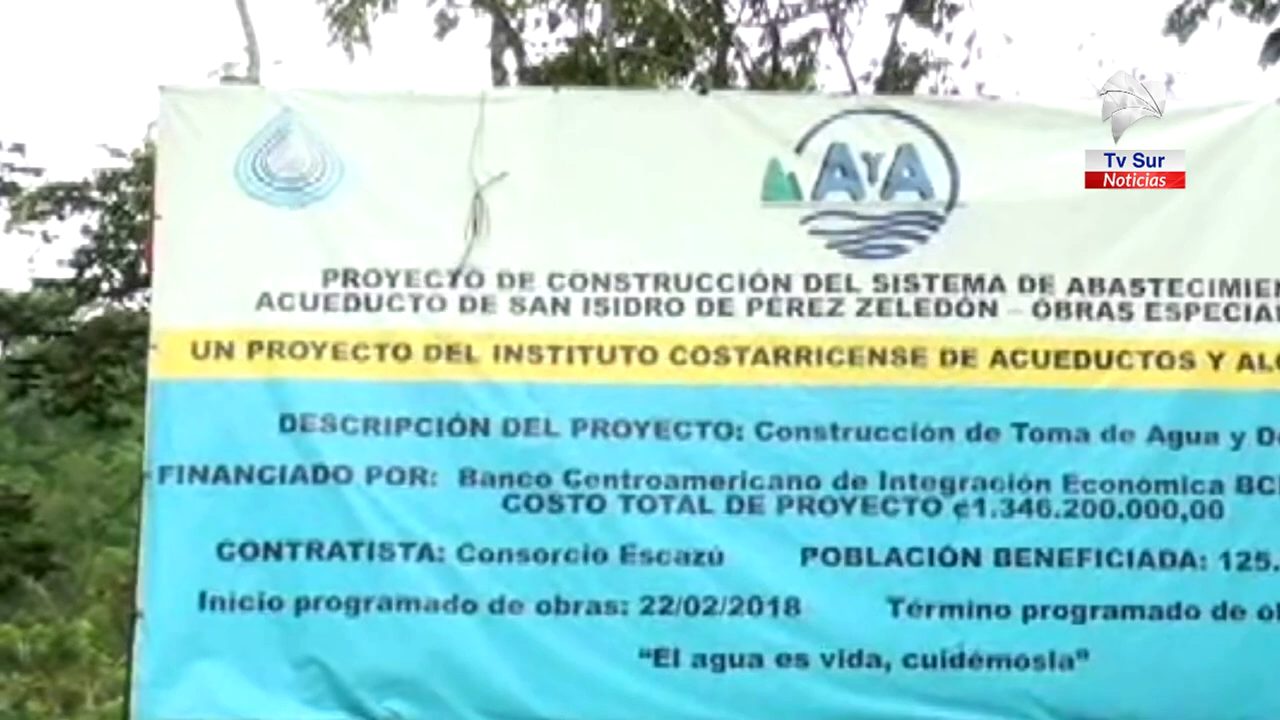 Tv Sur
Noticias
AYA
PROYECTO DE CONSTRUCCIÓN DEL SISTEMA DE ABASTECIMIEN
ACUEDUCTO DE SAN ISIDRO DE PÉREZ ZELEDÓN - OBRAS ESPECIA
UN PROYECTO DEL INSTITUTO COSTARRICENSE DE ACUEDUCTOS Y AL
DESCRIPCIÓN DEL PROYECTO: Construcción de Toma de Agua y D
FINANCIADO POR: Banco Centroamericano de Integración Económica BC
COSTO TOTAL DE PROYECTO ¢1.346.200.000,00
CONTRATISTA: Consorcio Escazú POBLACIÓN BENEFICIADA: 125.
Inicio programado de obras: 22/02/2018 Término programado de o
"El agua es vida, cuidémosla"